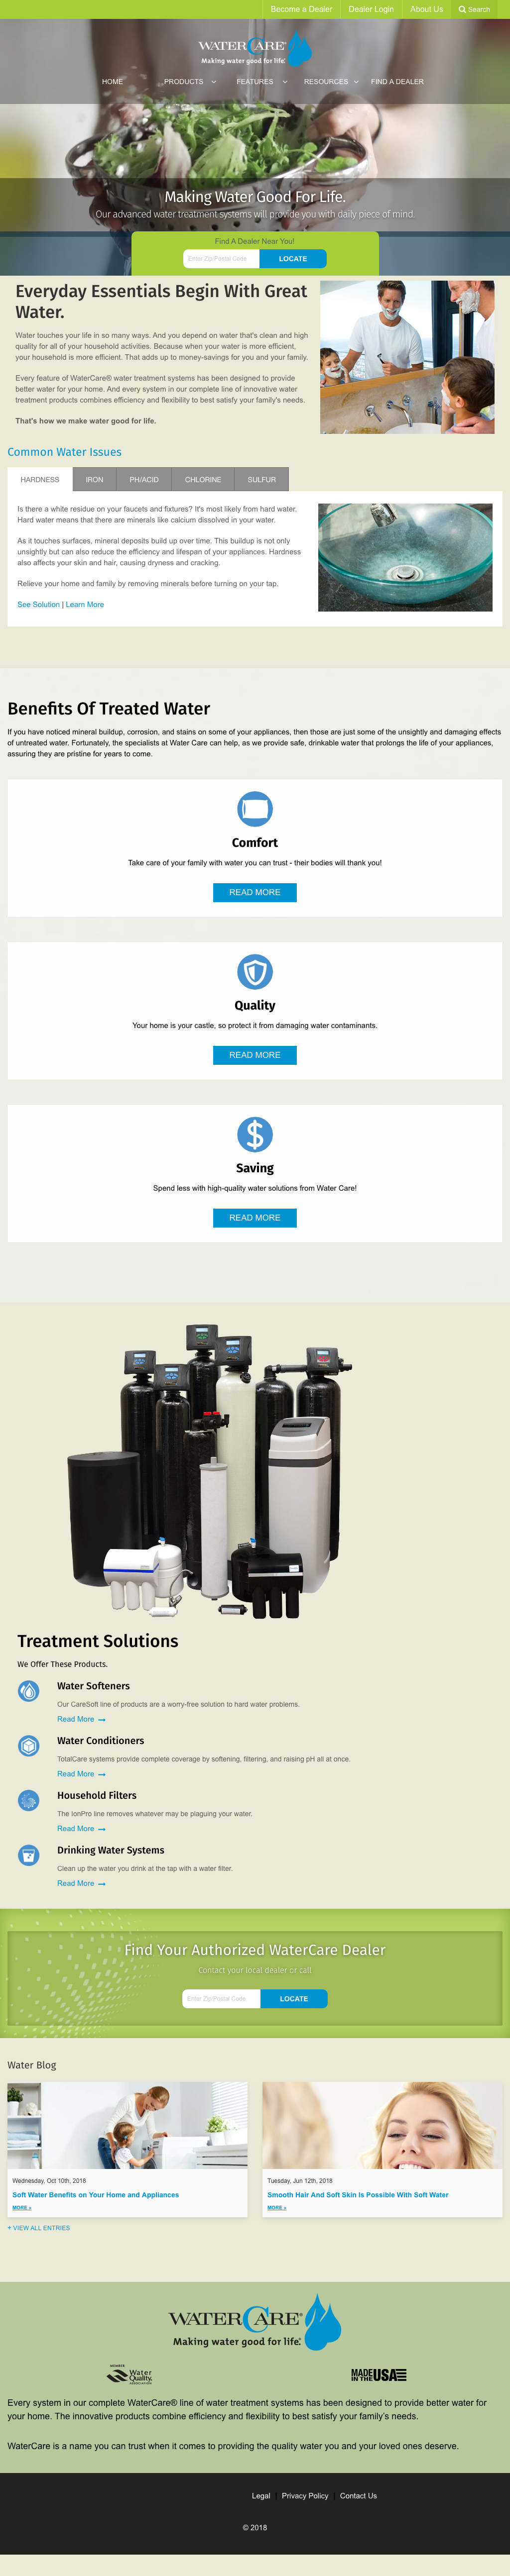 Become a Dealer
Dealer Login
About Us
Search
WATERCARE®
Making water good for life.®
HOME
PRODUCTS
FEATURES
RESOURCES
FIND A DEALER
Making Water Good For Life.
Our advanced water treatment systems will provide you with daily piece of mind.
Find A Dealer Near You!
Enter Zip/Postal Code
LOCATE
Everyday Essentials Begin With Great
Water.
Water touches your life in so many ways. And you depend on water that's clean and high
quality for all of your household activities. Because when your water is more efficient,
your household is more efficient. That adds up to money-savings for you and your family.
Every feature of WaterCare® water treatment systems has been designed to provide
better water for your home. And every system in our complete line of innovative water
treatment products combines efficiency and flexibility to best satisfy your family's needs.
That's how we make water good for life.
Common Water Issues
HARDNESS
IRON
PH/ACID
CHLORINE
SULFUR
Is there a white residue on your faucets and fixtures? It's most likely from hard water.
Hard water means that there are minerals like calcium dissolved in your water.
As it touches surfaces, mineral deposits build up over time. This buildup is not only
unsightly but can also reduce the efficiency and lifespan of your appliances. Hardness
also affects your skin and hair, causing dryness and cracking.
Relieve your home and family by removing minerals before turning on your tap.
See Solution | Learn More
Benefits Of Treated Water
If you have noticed mineral buildup, corrosion, and stains on some of your appliances, then those are just some of the unsightly and damaging effects
of untreated water. Fortunately, the specialists at Water Care can help, as we provide safe, drinkable water that prolongs the life of your appliances,
assuring they are pristine for years to come.
Comfort
Take care of your family with water you can trust - their bodies will thank you!
READ MORE
Quality
Your home is your castle, so protect it from damaging water contaminants.
READ MORE
Saving
Spend less with high-quality water solutions from Water Care!
READ MORE
Treatment Solutions
We Offer These Products.
Water Softeners
Our CareSoft line of products are a worry-free solution to hard water problems.
Read More
Water Conditioners
TotalCare systems provide complete coverage by softening, filtering, and raising pH all at once.
Read More
Household Filters
The IonPro line removes whatever may be plaguing your water.
Read More
Drinking Water Systems
Clean up the water you drink at the tap with a water filter.
Read More
Find Your Authorized WaterCare Dealer
Contact your local dealer or call
Enter Zip/Postal Code
LOCATE
Water Blog
Wednesday, Oct 10th, 2018
Soft Water Benefits on Your Home and Appliances
MORE »
Tuesday, Jun 12th, 2018
Smooth Hair And Soft Skin Is Possible With Soft Water
MORE »
+ VIEW ALL ENTRIES
WATERCARE®
Making water good for life.®
MEMBER
Water
Quality
ASSOCIATION
MADE IN THE USA
Every system in our complete WaterCare® line of water treatment systems has been designed to provide better water for
your home. The innovative products combine efficiency and flexibility to best satisfy your family's needs.
WaterCare is a name you can trust when it comes to providing the quality water you and your loved ones deserve.
Legal
Privacy Policy
Contact Us
© 2018